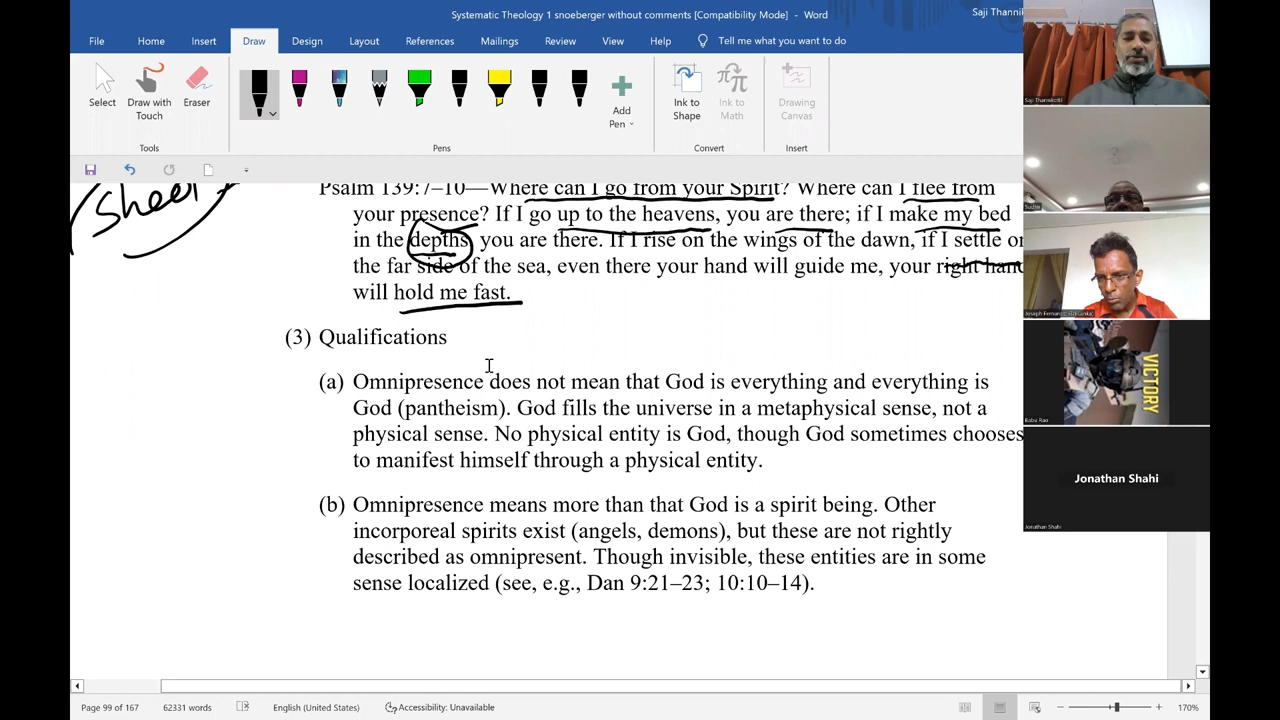 Systematic Theology 1 snoeberger without comments [Compatibility Mode] - Word
Saji Thannik
File Home Insert Draw Design Layout References Mailings Review View Help Tell me what you want to do
Select Draw with Touch Eraser
Add Pen
Ink to Shape Ink to Math
Drawing Canvas
Tools Pens Convert Insert
Sheol
Psalm 139:7–10—Where can I go from your Spirit? Where can I flee from
your presence? If I go up to the heavens, you are there; if I make my bed
in the depths you are there. If I rise on the wings of the dawn, if I settle on
the far side of the sea, even there your hand will guide me, your right hand
will hold me fast.
(3) Qualifications
(a) Omnipresence does not mean that God is everything and everything is
God (pantheism). God fills the universe in a metaphysical sense, not a
physical sense. No physical entity is God, though God sometimes chooses
to manifest himself through a physical entity.
(b) Omnipresence means more than that God is a spirit being. Other
incorporeal spirits exist (angels, demons), but these are not rightly
described as omnipresent. Though invisible, these entities are in some
sense localized (see, e.g., Dan 9:21–23; 10:10–14).
Page 99 of 167 62331 words English (United States) Accessibility: Unavailable 170%
Sudhir
VICTORY
Babu Rao
Jonathan Shahi
Jonathan Shahi